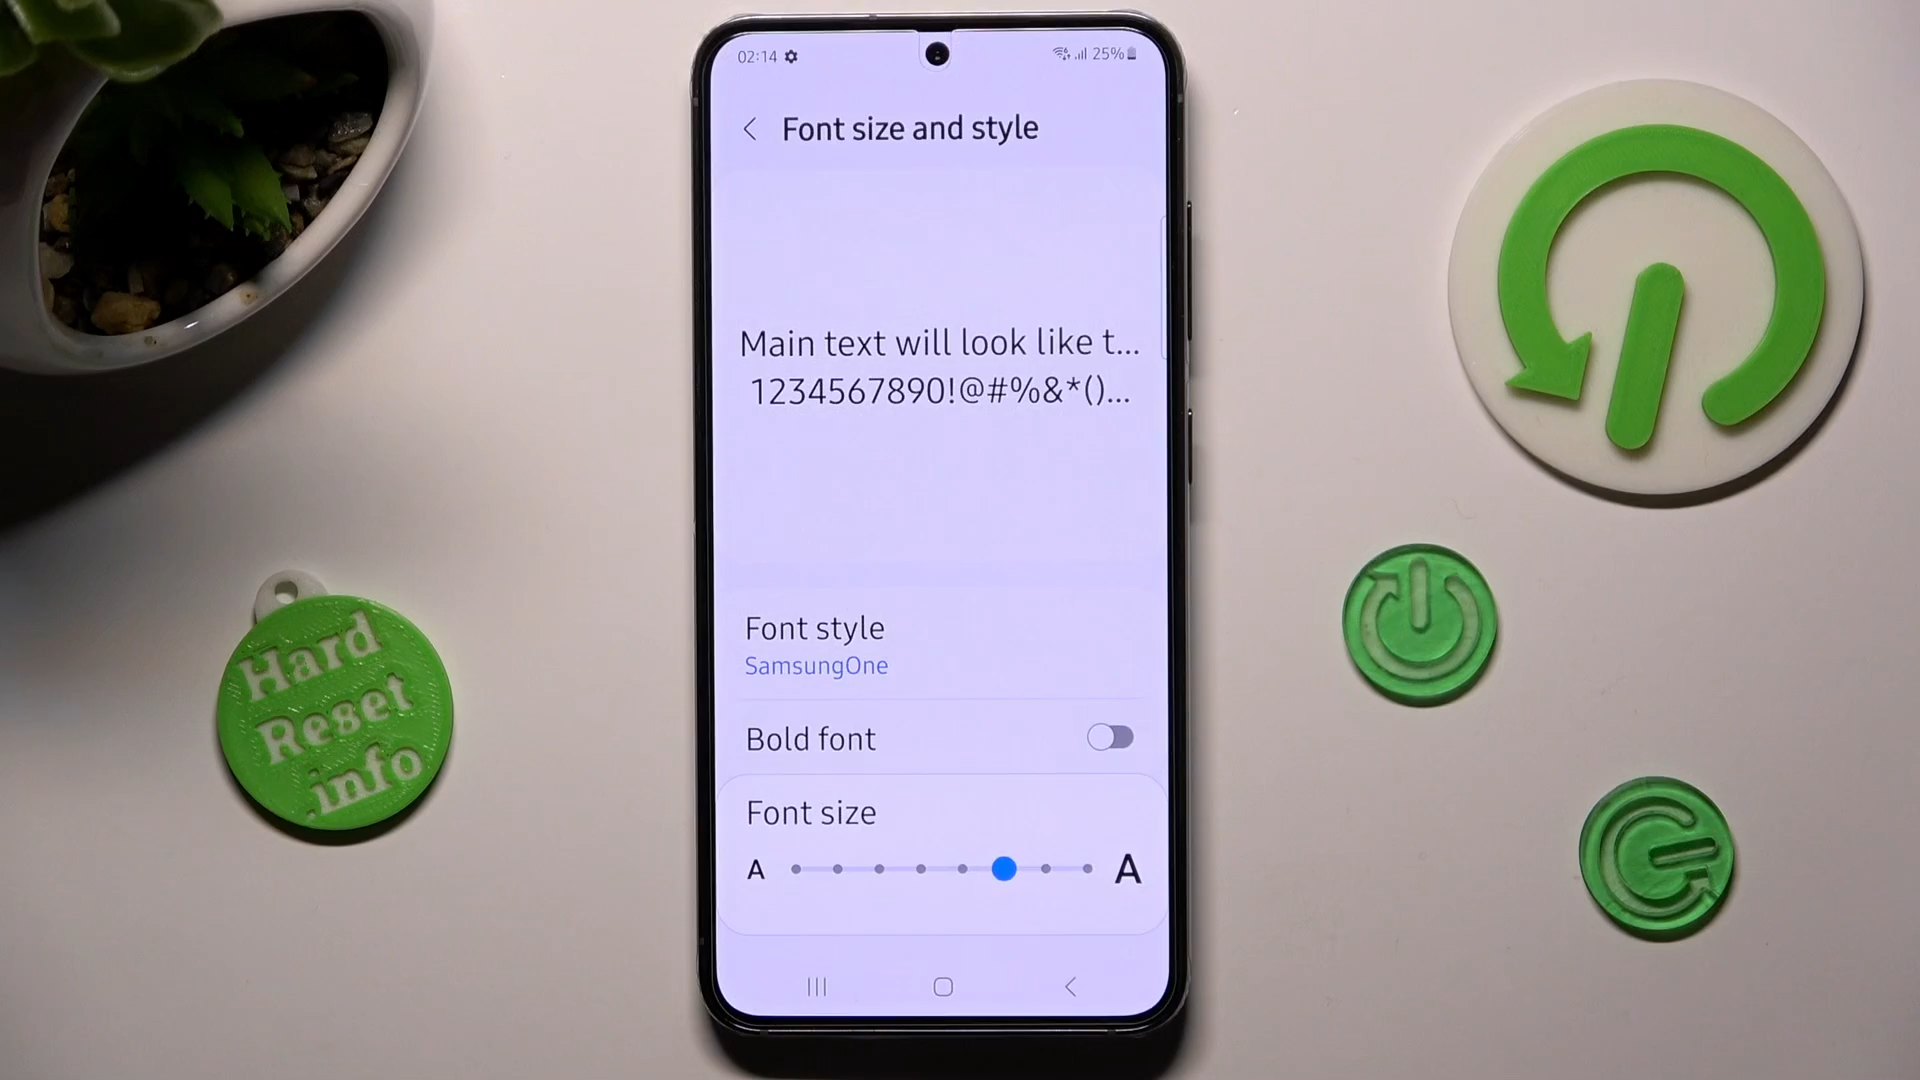 02:14
25%
Font size and style
Main text will look like t...
1234567890!@#%&*()...
Font style
SamsungOne
Bold font
Font size
A A
Hard
Reset
.info